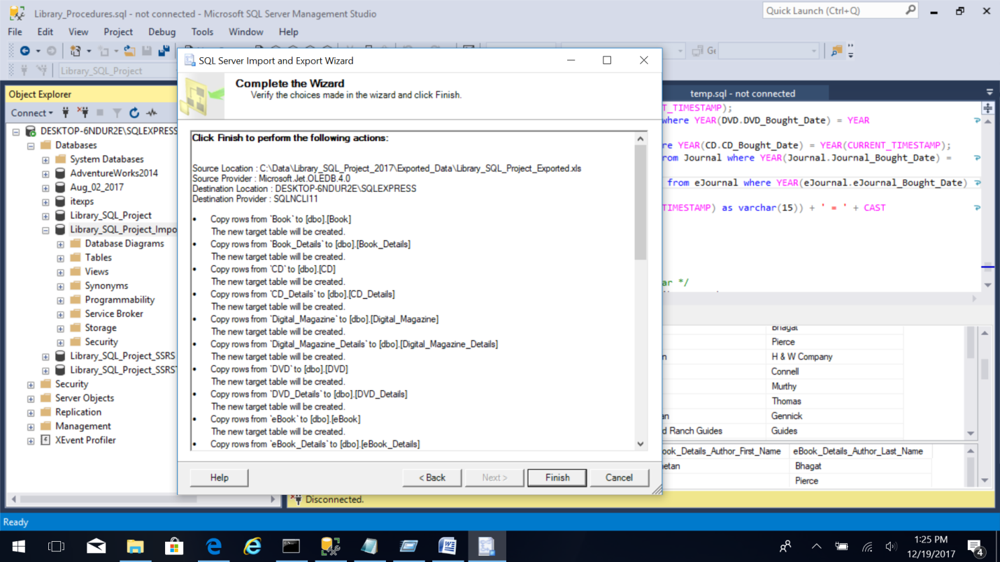 Library_Procedures.sql - not connected - Microsoft SQL Server Management Studio
Quick Launch (Ctrl+Q)
File Edit View Project Debug Tools Window Help
Library_SQL_Project
Object Explorer
Connect
DESKTOP-6NDUR2E\SQLEXPRESS
Databases
System Databases
AdventureWorks2014
Aug_02_2017
itexps
Library_SQL_Project
Library_SQL_Project_Impo
Database Diagrams
Tables
Views
Synonyms
Programmability
Service Broker
Storage
Security
Library_SQL_Project_SSRS
Library_SQL_Project_SSRS
Security
Server Objects
Replication
Management
XEvent Profiler
SQL Server Import and Export Wizard
Complete the Wizard
Verify the choices made in the wizard and click Finish.
Click Finish to perform the following actions:
Source Location : C:\Data\Library_SQL_Project_2017\Exported_Data\Library_SQL_Project_Exported.xls
Source Provider : Microsoft.Jet.OLEDB.4.0
Destination Location : DESKTOP-6NDUR2E\SQLEXPRESS
Destination Provider : SQLNCLI11
• Copy rows from `Book` to [dbo].[Book]
The new target table will be created.
• Copy rows from `Book_Details` to [dbo].[Book_Details]
The new target table will be created.
• Copy rows from `CD` to [dbo].[CD]
The new target table will be created.
• Copy rows from `CD_Details` to [dbo].[CD_Details]
The new target table will be created.
• Copy rows from `Digital_Magazine` to [dbo].[Digital_Magazine]
The new target table will be created.
• Copy rows from `Digital_Magazine_Details` to [dbo].[Digital_Magazine_Details]
The new target table will be created.
• Copy rows from `DVD` to [dbo].[DVD]
The new target table will be created.
• Copy rows from `DVD_Details` to [dbo].[DVD_Details]
The new target table will be created.
• Copy rows from `eBook` to [dbo].[eBook]
The new target table will be created.
• Copy rows from `eBook_Details` to [dbo].[eBook_Details]
Help < Back Next > Finish Cancel
temp.sql - not connected
T_TIMESTAMP);
where YEAR(DVD.DVD_Bought_Date) = YEAR
re YEAR(CD.CD_Bought_Date) = YEAR(CURRENT_TIMESTAMP);
rom Journal where YEAR(Journal.Journal_Bought_Date) =
from eJournal where YEAR(eJournal.eJournal_Bought_Date)
TIMESTAMP) as varchar(15)) + ' = ' + CAST
ar */
Bhagat
Pierce
n H & W Company
Connell
Murthy
Thomas
an Gennick
d Ranch Guides Guides
ook_Details_Author_First_Name eBook_Details_Author_Last_Name
etan Bhagat
Pierce
Disconnected.
Ready
1:25 PM
12/19/2017
4